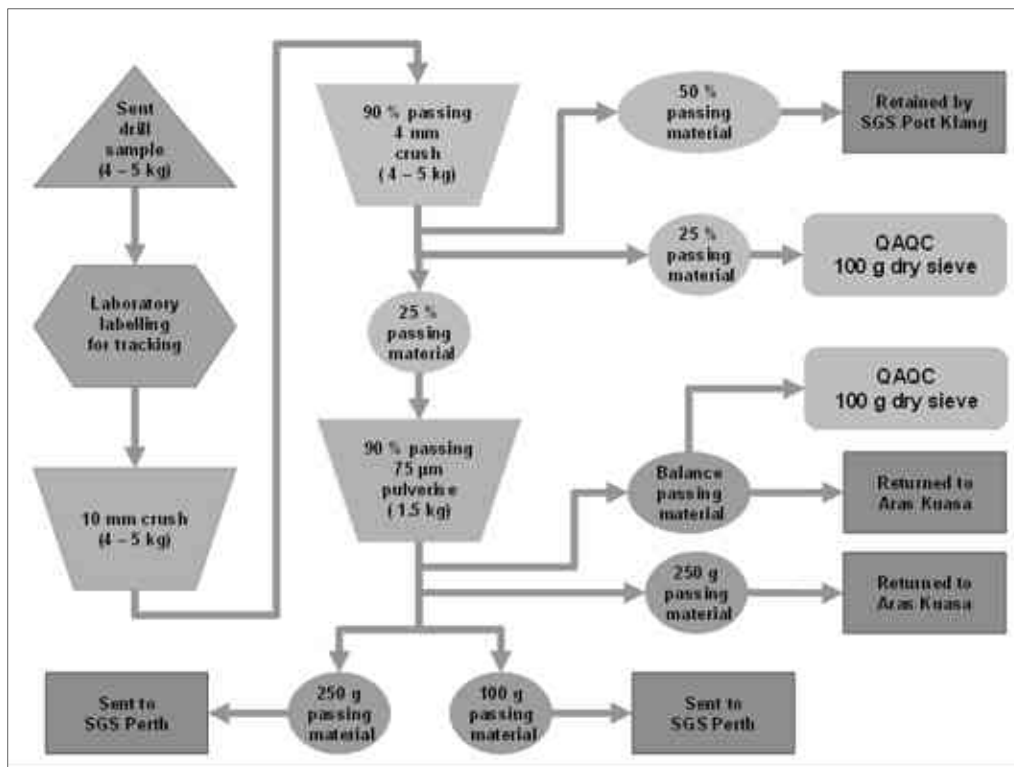 Sent
drill
sample
(4 – 5 kg)
Laboratory
labelling
for tracking
10 mm crush
(4 – 5 kg)
90 % passing
4 mm
crush
( 4 – 5 kg)
50 %
passing
material
Retained by
SGS Port Klang
25 %
passing
material
QAQC
100 g dry sieve
25 %
passing
material
90 % passing
75 µm
pulverise
( 1.5 kg)
QAQC
100 g dry sieve
Balance
passing
material
Returned to
Aras Kuasa
250 g
passing
material
Returned to
Aras Kuasa
250 g
passing
material
Sent to
SGS Perth
100 g
passing
material
Sent to
SGS Perth